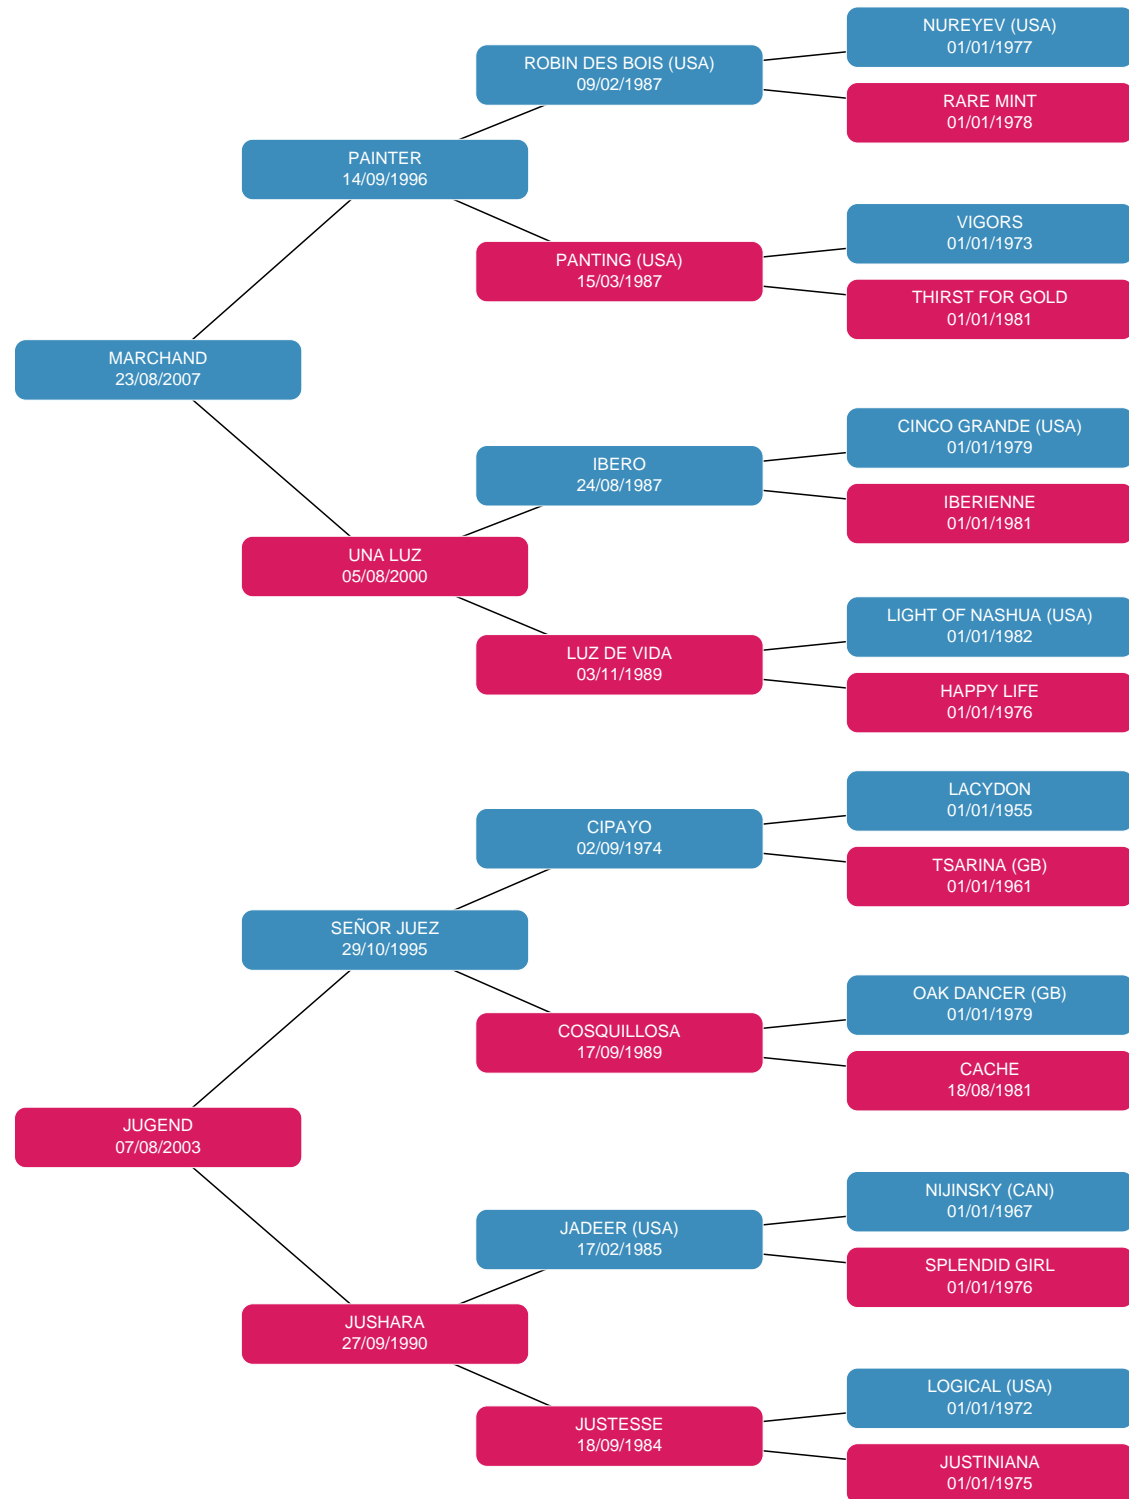 NUREYEV (USA)
01/01/1977
ROBIN DES BOIS (USA)
09/02/1987
RARE MINT
01/01/1978
PAINTER
14/09/1996
VIGORS
01/01/1973
PANTING (USA)
15/03/1987
THIRST FOR GOLD
01/01/1981
MARCHAND
23/08/2007
CINCO GRANDE (USA)
01/01/1979
IBERO
24/08/1987
IBERIENNE
01/01/1981
UNA LUZ
05/08/2000
LIGHT OF NASHUA (USA)
01/01/1982
LUZ DE VIDA
03/11/1989
HAPPY LIFE
01/01/1976
LACYDON
01/01/1955
CIPAYO
02/09/1974
TSARINA (GB)
01/01/1961
SEÑOR JUEZ
29/10/1995
OAK DANCER (GB)
01/01/1979
COSQUILLOSA
17/09/1989
CACHE
18/08/1981
JUGEND
07/08/2003
NIJINSKY (CAN)
01/01/1967
JADEER (USA)
17/02/1985
SPLENDID GIRL
01/01/1976
JUSHARA
27/09/1990
LOGICAL (USA)
01/01/1972
JUSTESSE
18/09/1984
JUSTINIANA
01/01/1975